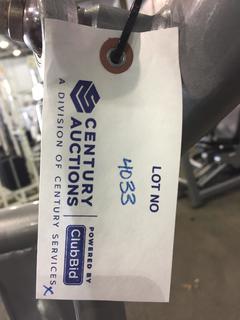 LOT NO
4033
CENTURY
AUCTIONS
A DIVISION OF CENTURY SERVICES
x
POWERED BY
ClubBid